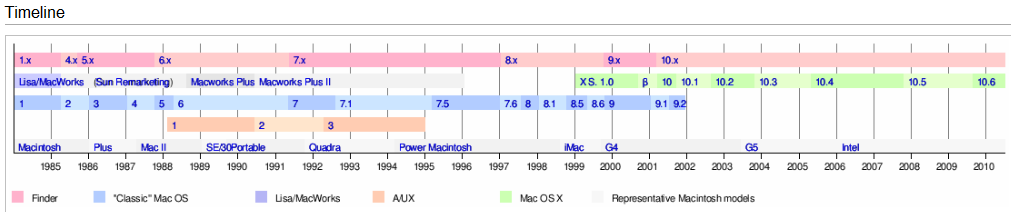 Timeline
1.x 4.x 5.x 6.x 7.x 8.x 9.x 10.x
Lisa/MacWorks (Sun Remarketing) Macworks Plus Macworks Plus II X S. 1.0 β 10 10.1 10.2 10.3 10.4 10.5 10.6
1 2 3 4 5 6 7 7.1 7.5 7.6 8 8.1 8.5 8.6 9 9.1 9.2
1 2 3
Macintosh Plus Mac II SE/30 Portable Quadra Power Macintosh iMac G4 G5 Intel
1985 1986 1987 1988 1989 1990 1991 1992 1993 1994 1995 1996 1997 1998 1999 2000 2001 2002 2003 2004 2005 2006 2007 2008 2009 2010
Finder "Classic" Mac OS Lisa/MacWorks A/UX Mac OS X Representative Macintosh models